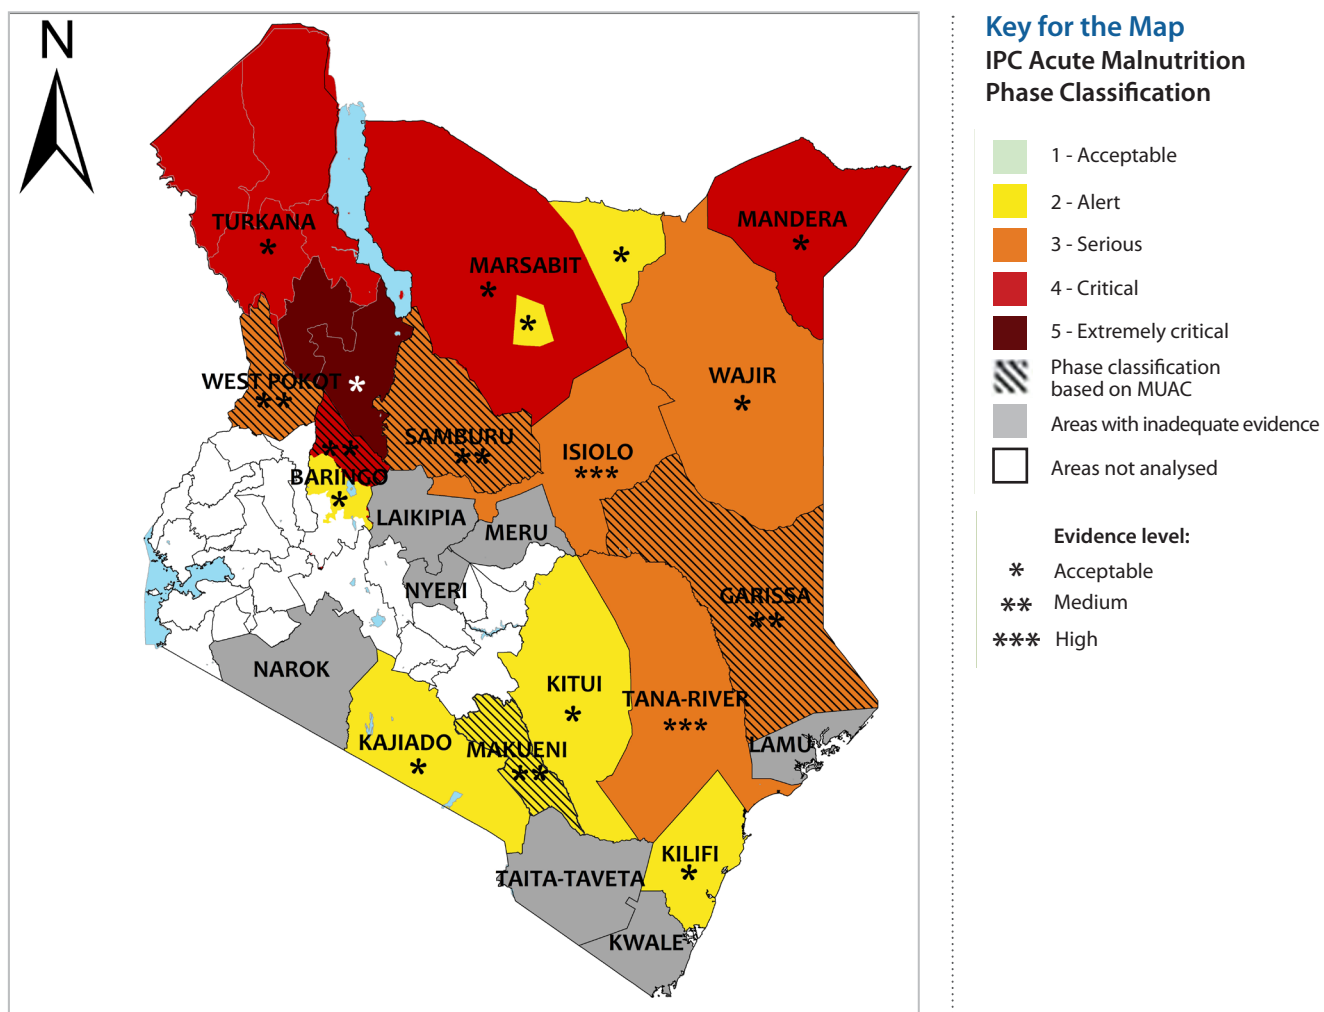 N
TURKANA
*
MARSABIT
*
*
*
MANDERA
*
WEST POKOT
**
*
WAJIR
*
SAMBURU
**
ISIOLO
***
**
BARINGO
*
LAIKIPIA
MERU
NYERI
GARISSA
**
NAROK
KITUI
*
TANA-RIVER
***
KAJIADO
*
MAKUENI
**
LAMU
KILIFI
*
TAITA-TAVETA
KWALE
Key for the Map
IPC Acute Malnutrition
Phase Classification
1 - Acceptable
2 - Alert
3 - Serious
4 - Critical
5 - Extremely critical
Phase classification
based on MUAC
Areas with inadequate evidence
Areas not analysed
Evidence level:
* Acceptable
** Medium
*** High